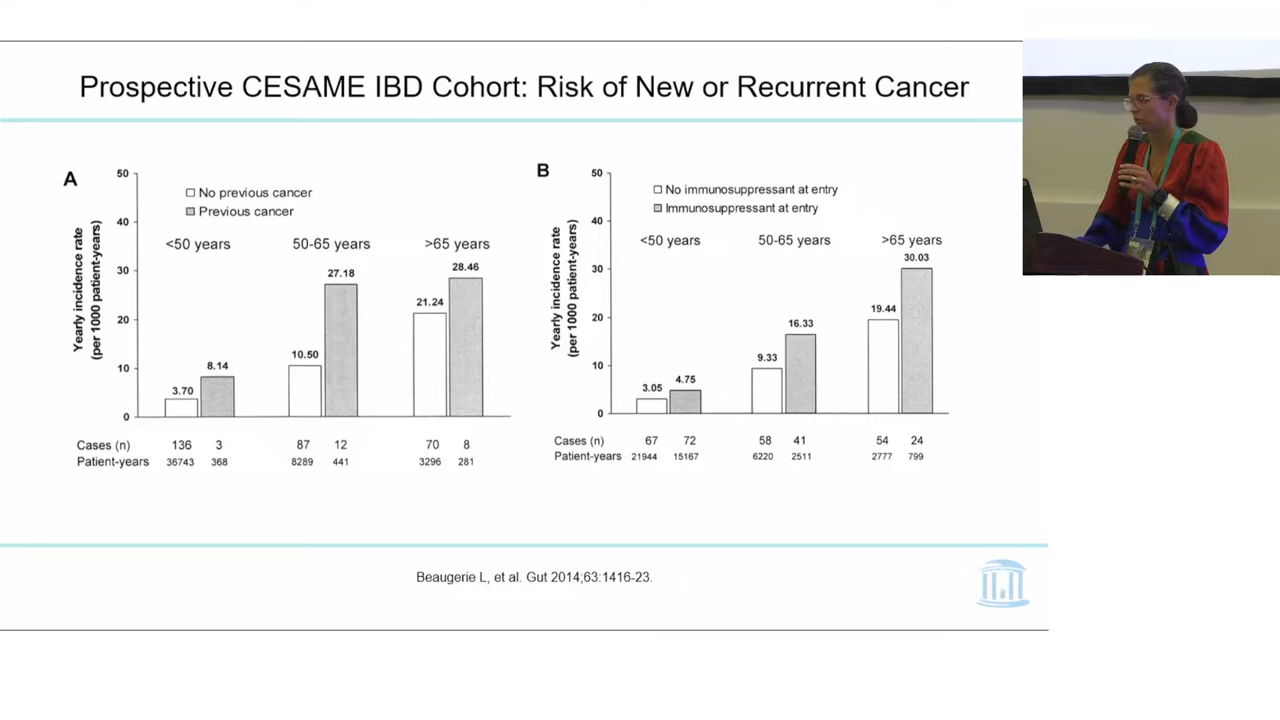 Prospective CESAME IBD Cohort: Risk of New or Recurrent Cancer
A
Yearly incidence rate
(per 1000 patient-years)
50
40
30
20
10
0
No previous cancer
Previous cancer
<50 years 50-65 years >65 years
3.70 8.14 10.50 27.18 21.24 28.46
Cases (n) 136 3 87 12 70 8
Patient-years 36743 368 8289 441 3296 281
B
Yearly incidence rate
(per 1000 patient-years)
50
40
30
20
10
0
No immunosuppressant at entry
Immunosuppressant at entry
<50 years 50-65 years >65 years
3.05 4.75 9.33 16.33 19.44 30.03
Cases (n) 67 72 58 41 54 24
Patient-years 21944 15167 6220 2511 2777 799
Beaugerie L, et al. Gut 2014;63:1416-23.